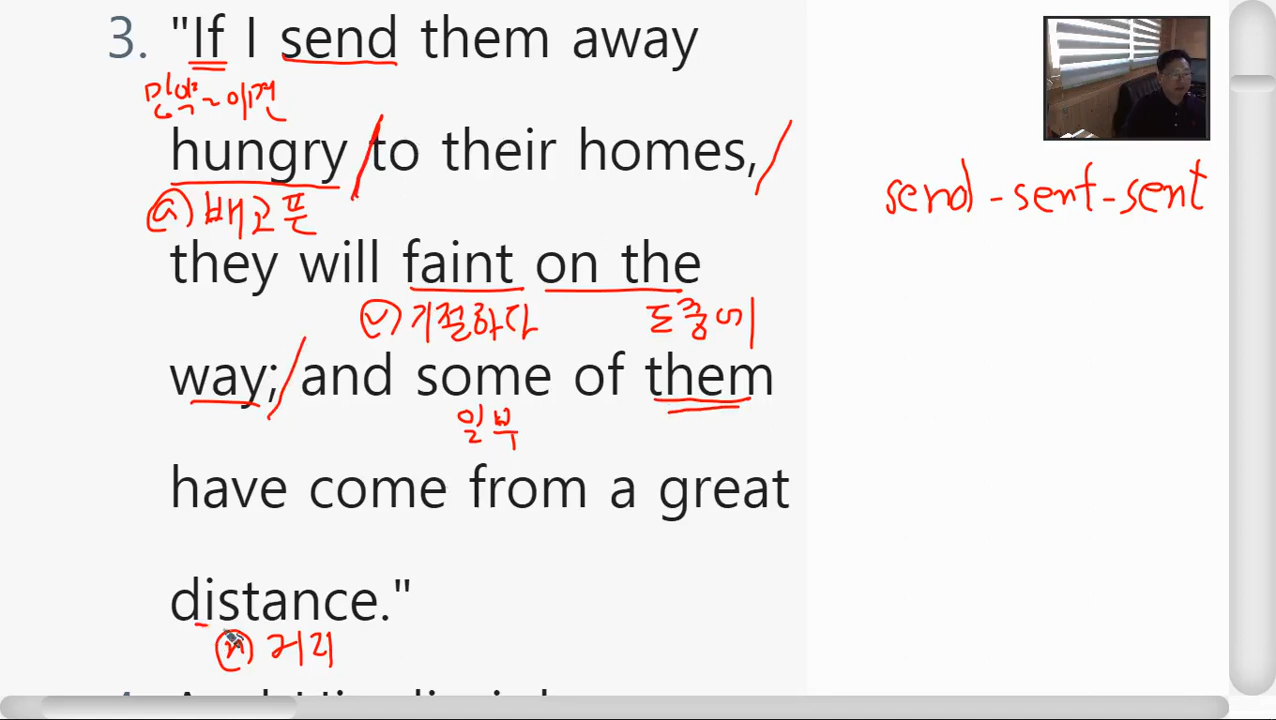 3. "If I send them away
만약~이면
send - sent - sent
hungry / to their homes, /
ⓐ 배고픈
they will faint on the
ⓥ 기절하다 도중에
way; / and some of them
일부
have come from a great
distance."
ⓝ 거리